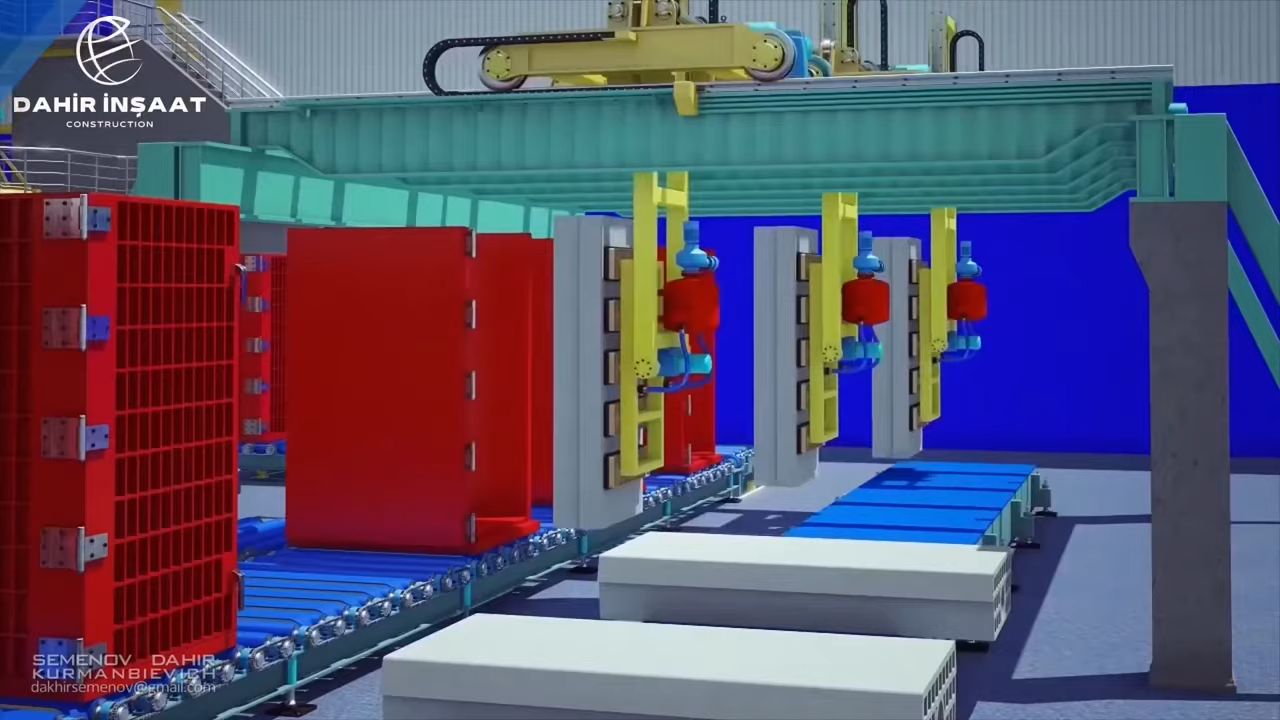 DAHİR İNŞAAT
CONSTRUCTION
SEMENOV DAHIR
KURMANBIEVICH
dakhirsemenov@gmail.com